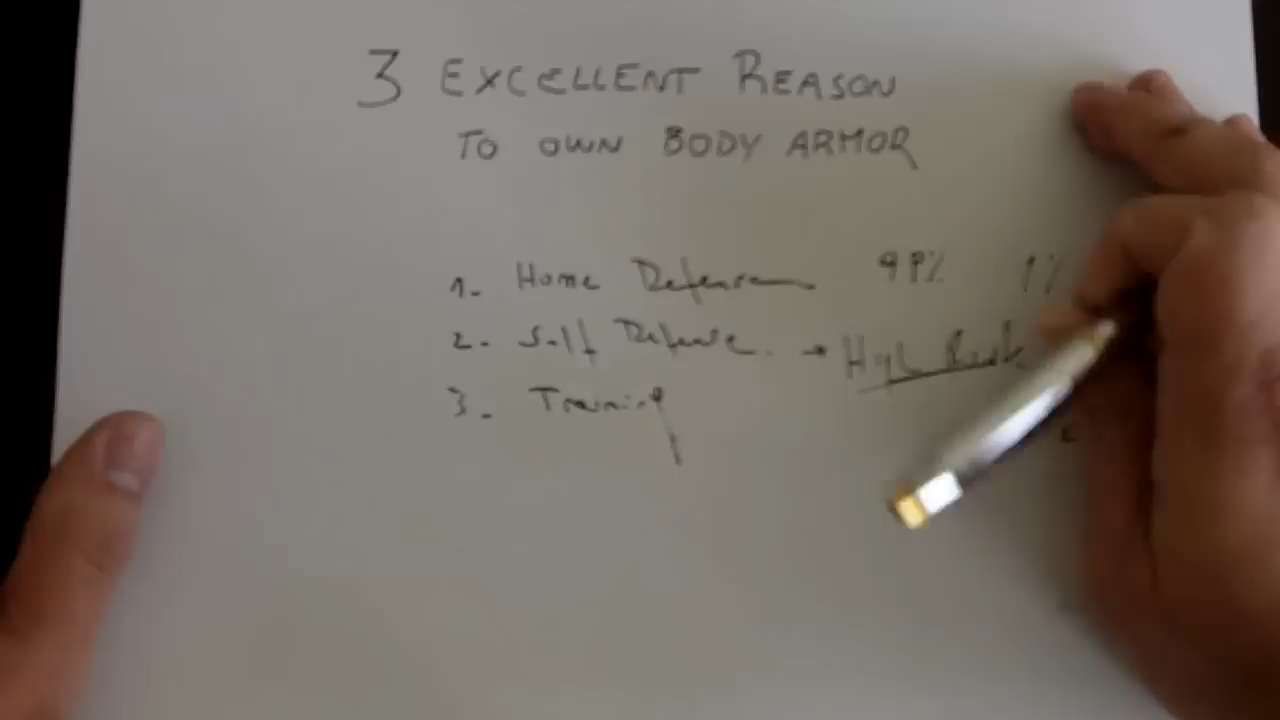 3 EXCELLENT REASON
TO OWN BODY ARMOR
1. Home Defense 99% 1%
2. Self Defense. → High Risk
3. Training